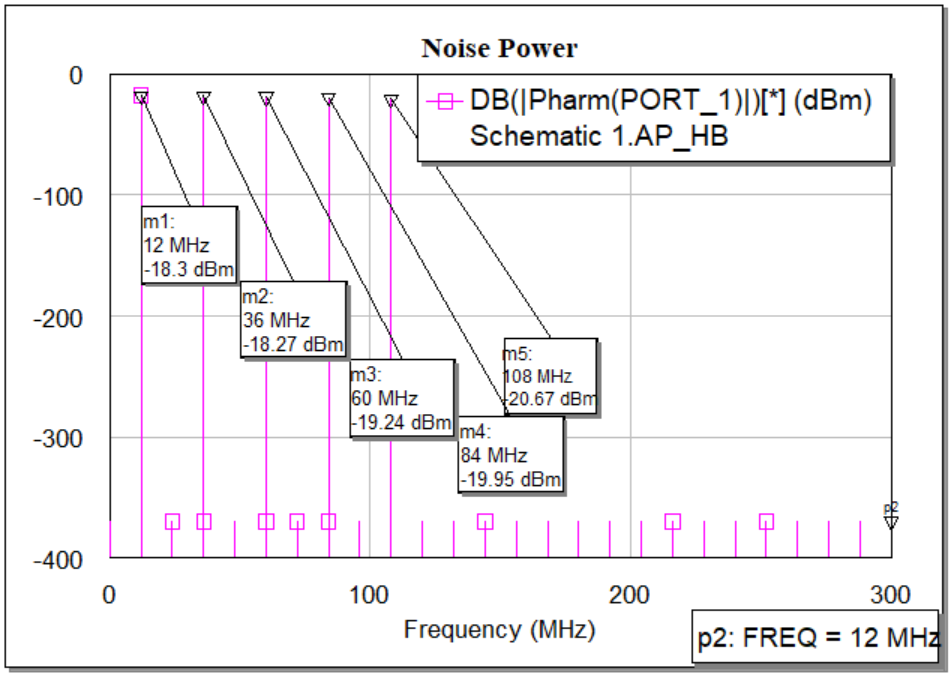 Noise Power
DB(|Pharm(PORT_1)|)[*] (dBm)
Schematic 1.AP_HB
0
-100
-200
-300
-400
m1:
12 MHz
-18.3 dBm
m2:
36 MHz
-18.27 dBm
m3:
60 MHz
-19.24 dBm
m4:
84 MHz
-19.95 dBm
m5:
108 MHz
-20.67 dBm
p2
0
100
200
300
Frequency (MHz)
p2: FREQ = 12 MHz